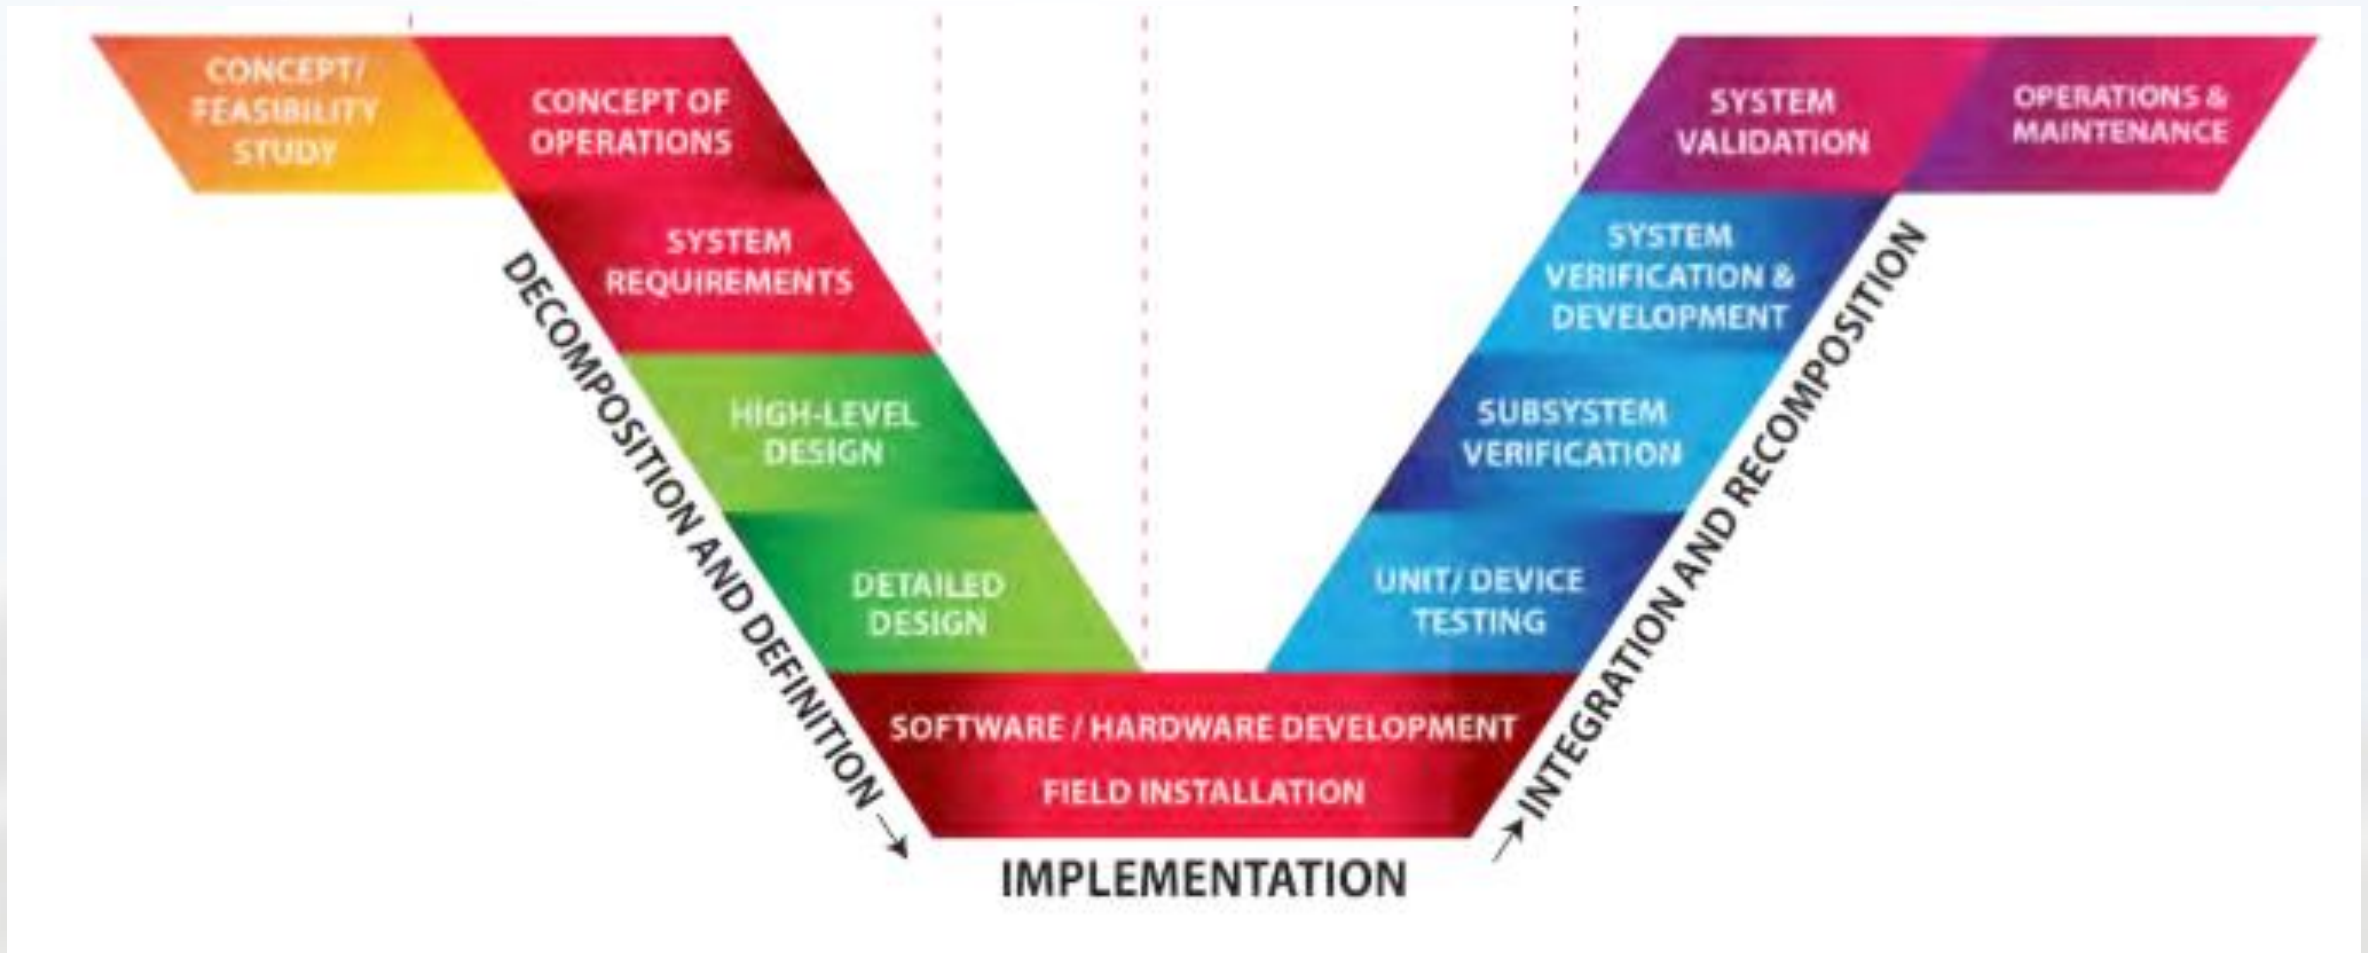 CONCEPT/
FEASIBILITY
STUDY
CONCEPT OF
OPERATIONS
SYSTEM
REQUIREMENTS
HIGH-LEVEL
DESIGN
DETAILED
DESIGN
DECOMPOSITION AND DEFINITION
SOFTWARE / HARDWARE DEVELOPMENT
FIELD INSTALLATION
IMPLEMENTATION
UNIT/ DEVICE
TESTING
SUBSYSTEM
VERIFICATION
SYSTEM
VERIFICATION &
DEVELOPMENT
SYSTEM
VALIDATION
OPERATIONS &
MAINTENANCE
INTEGRATION AND RECOMPOSITION